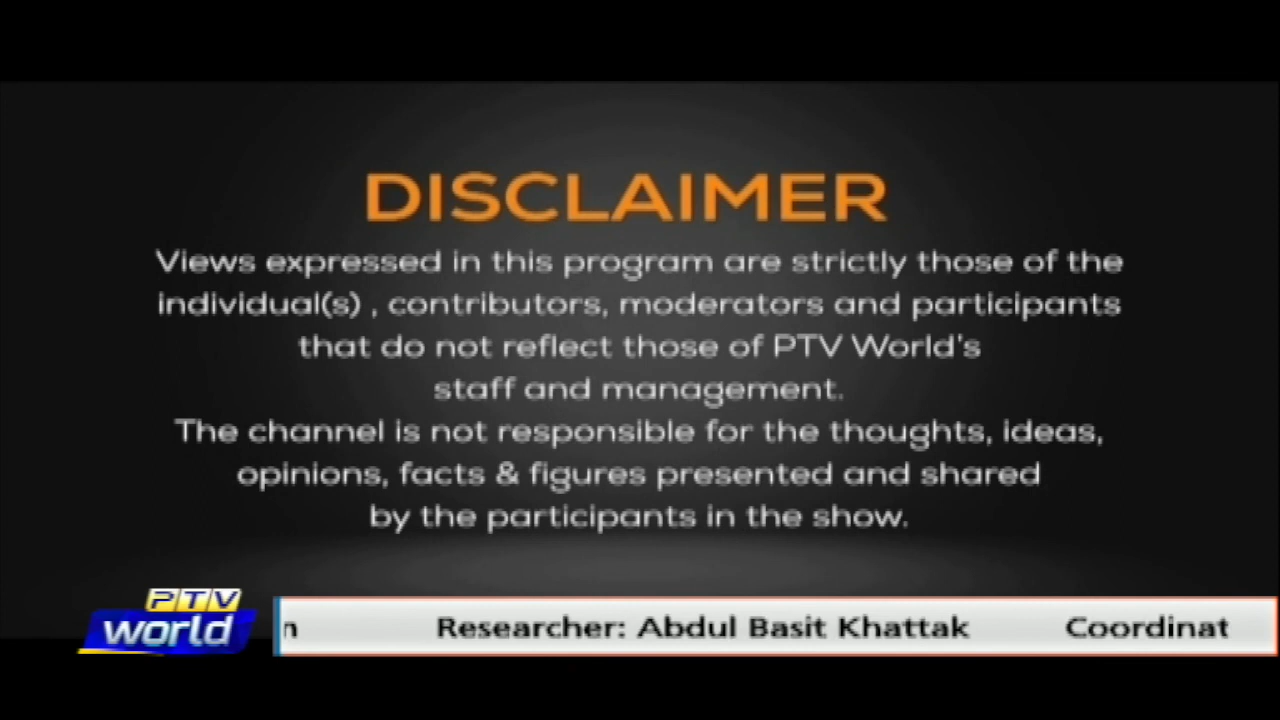 DISCLAIMER
Views expressed in this program are strictly those of the
individual(s) , contributors, moderators and participants
that do not reflect those of PTV World's
staff and management.
The channel is not responsible for the thoughts, ideas,
opinions, facts & figures presented and shared
by the participants in the show.
PTV
world
n Researcher: Abdul Basit Khattak Coordinat